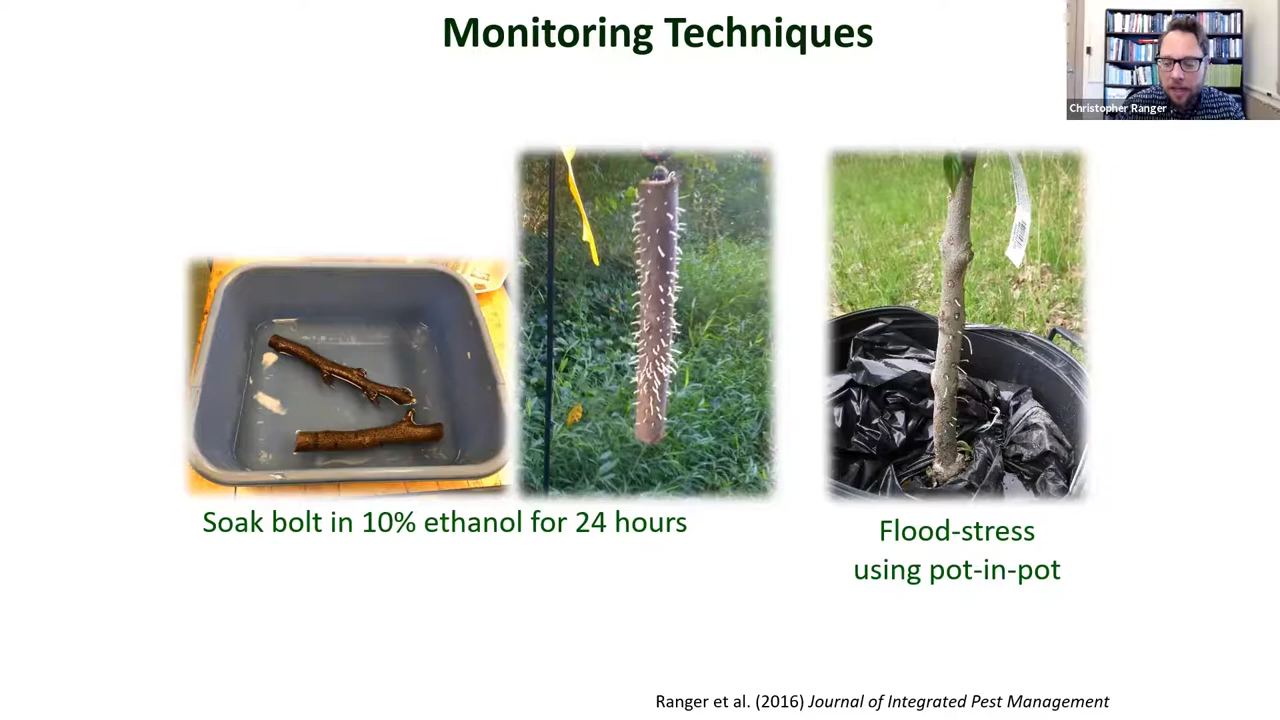 Monitoring Techniques
Christopher Ranger
Soak bolt in 10% ethanol for 24 hours
Flood-stress
using pot-in-pot
Ranger et al. (2016) Journal of Integrated Pest Management